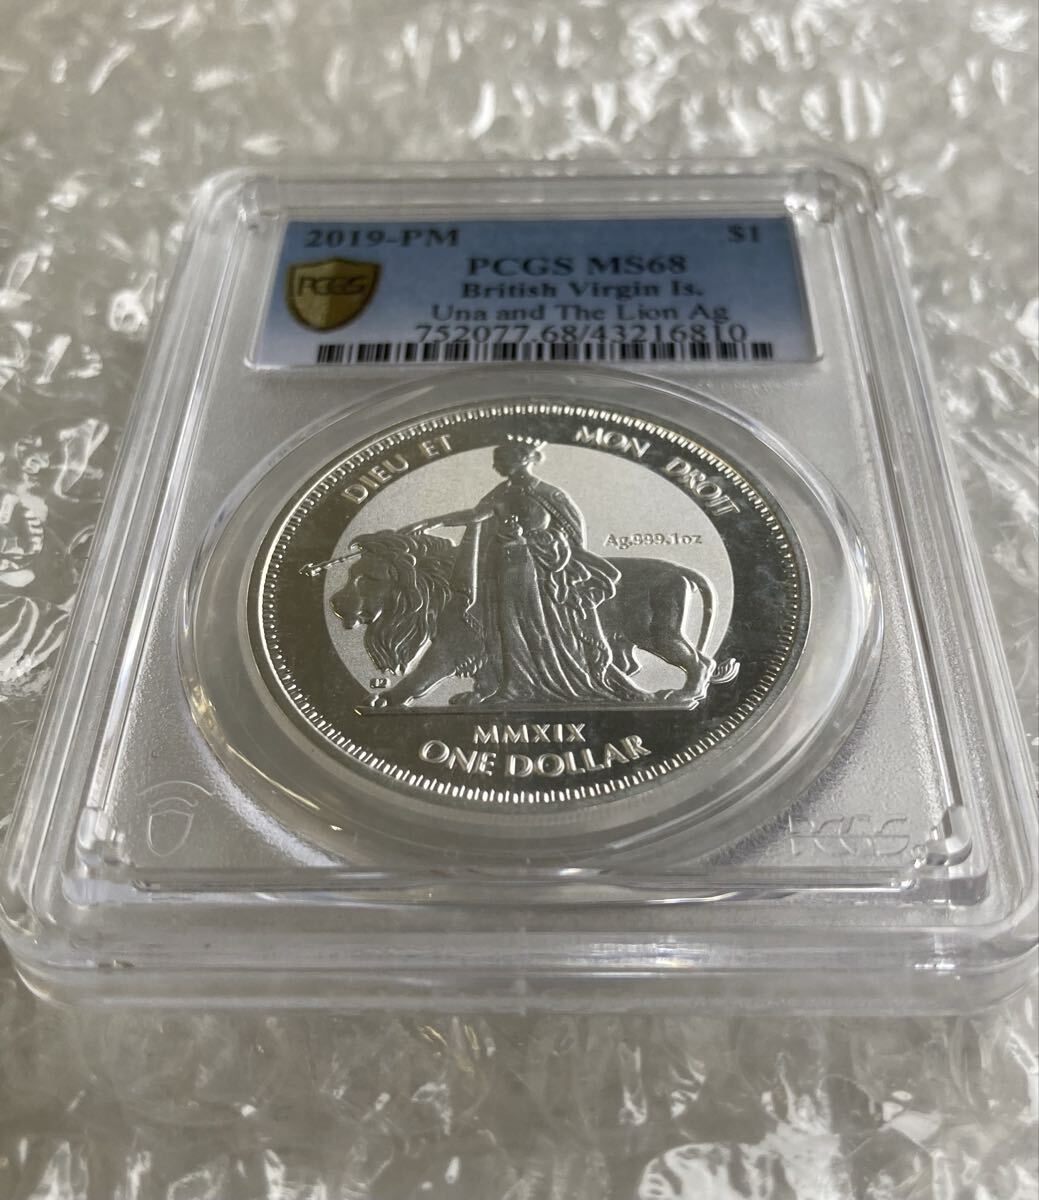 2019-PM $1
PCGS MS68
British Virgin Is.
Una and The Lion Ag
752077.68/43216810
PCGS
DIEU ET MON DROIT
Ag.999.1oz
MMXIX
ONE DOLLAR
PCGS